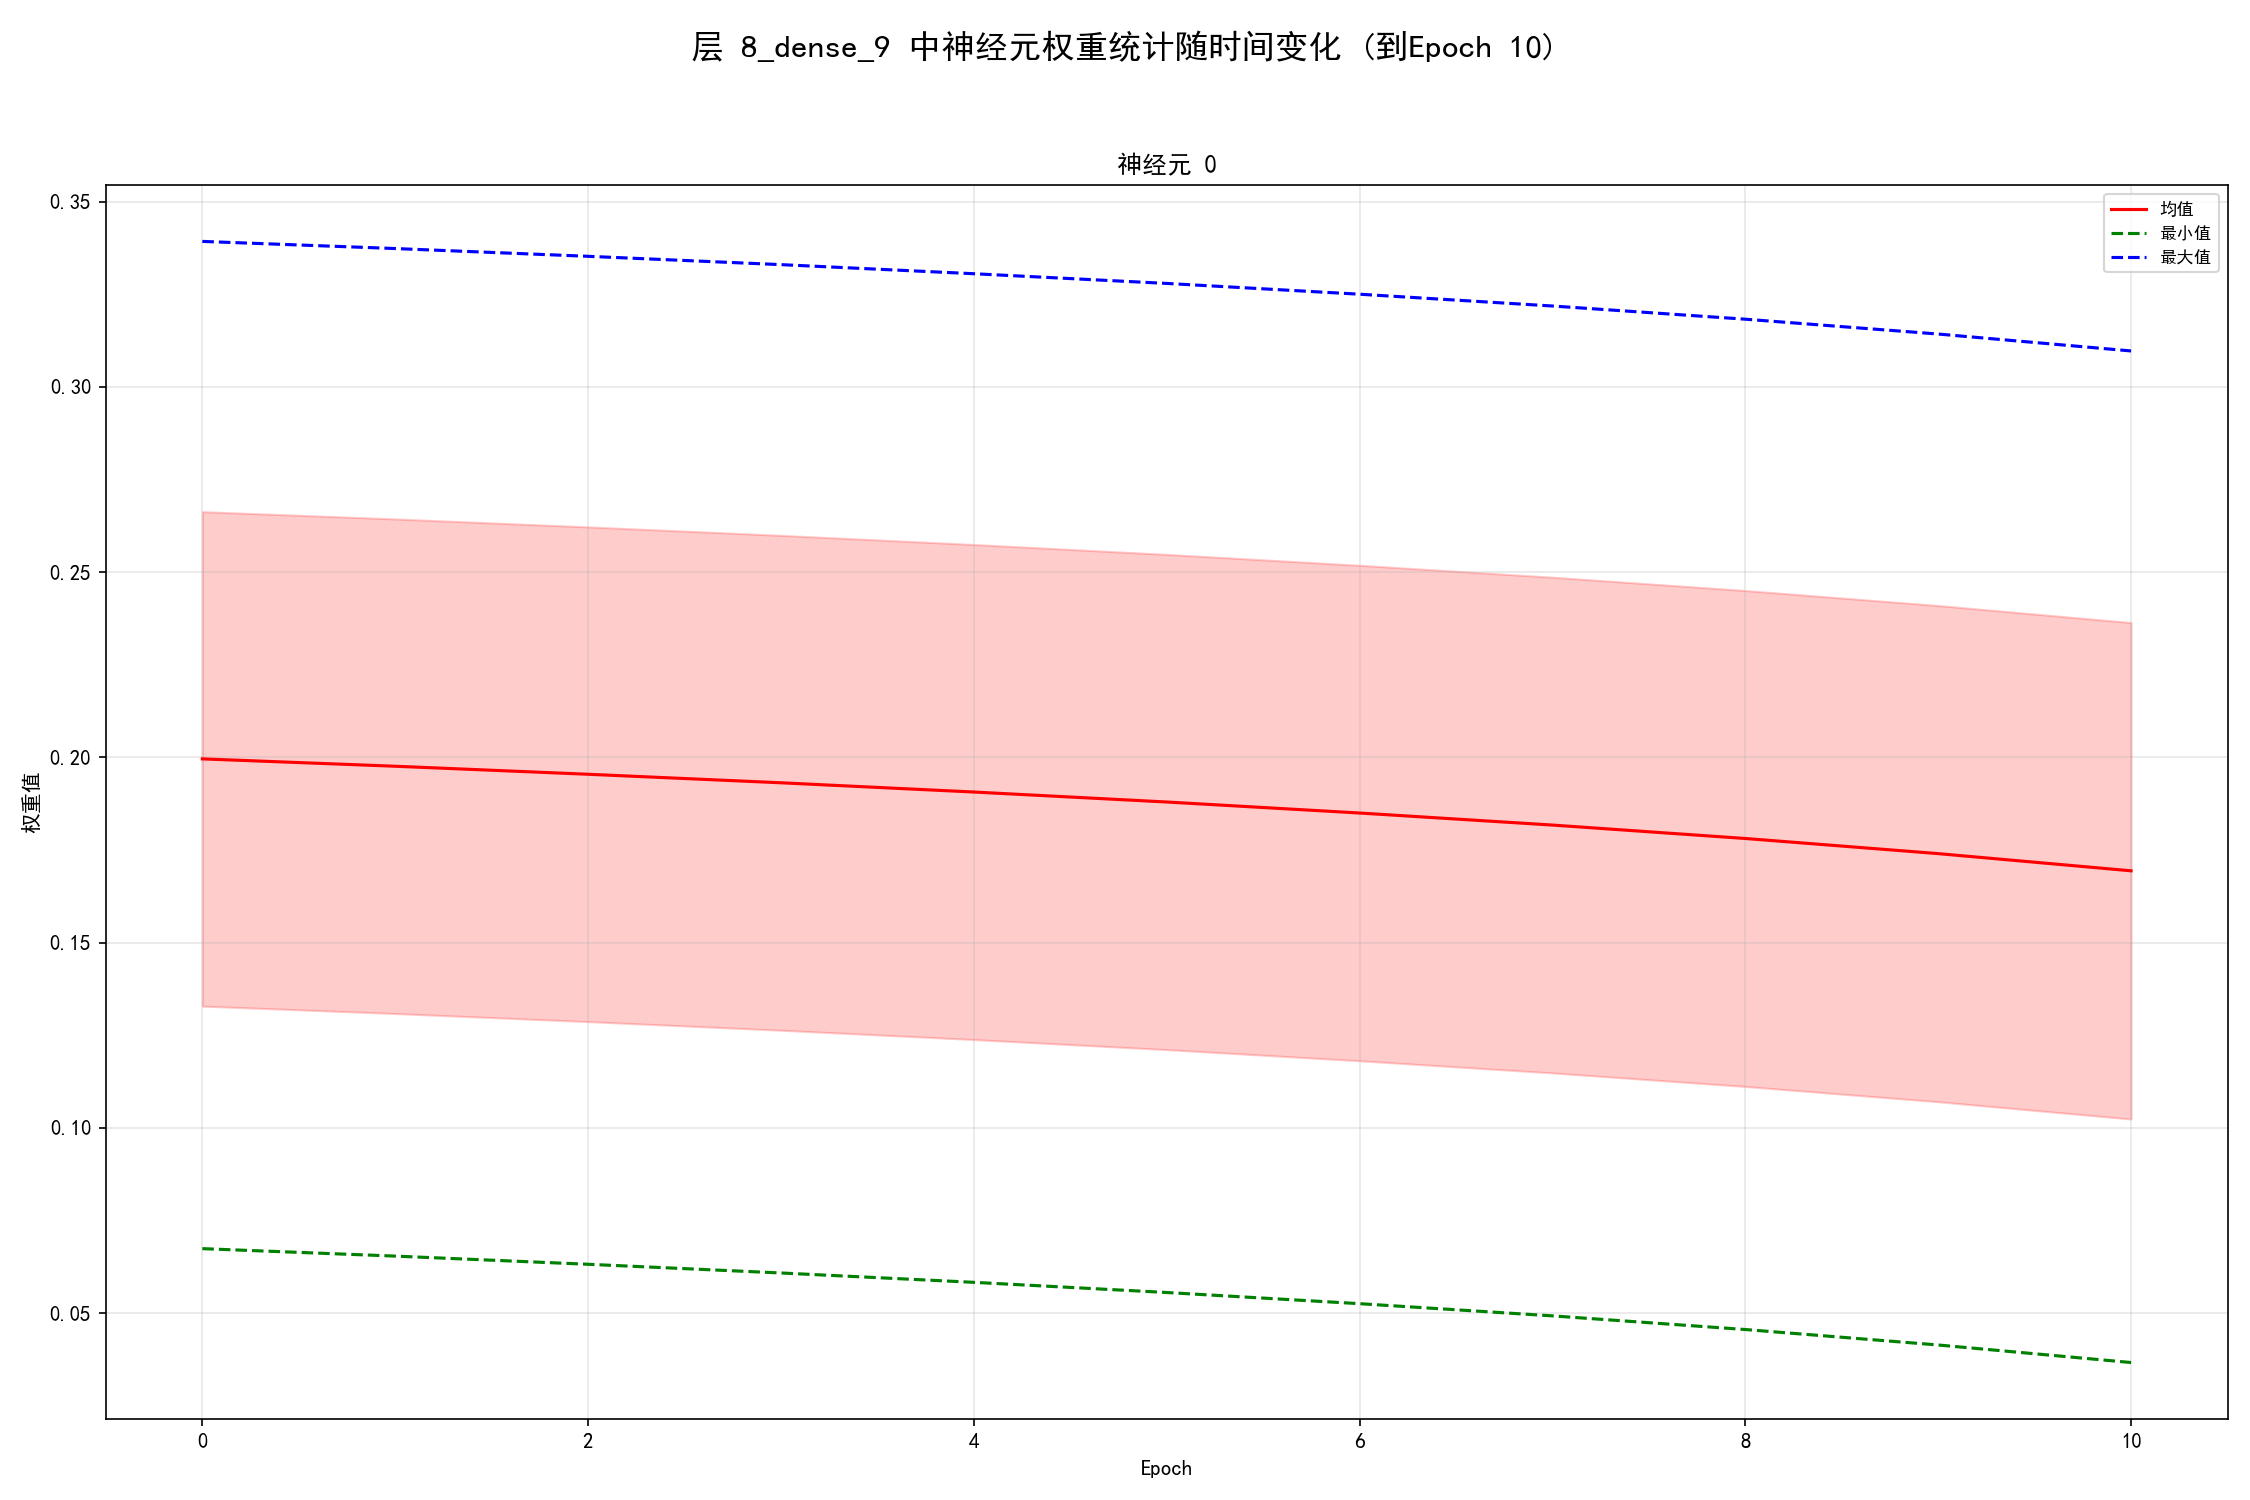 层 8_dense_9 中神经元权重统计随时间变化 (到Epoch 10)
神经元 0
均值
最小值
最大值
0.35
0.30
0.25
0.20
0.15
0.10
0.05
权重值
0 2 4 6 8 10
Epoch